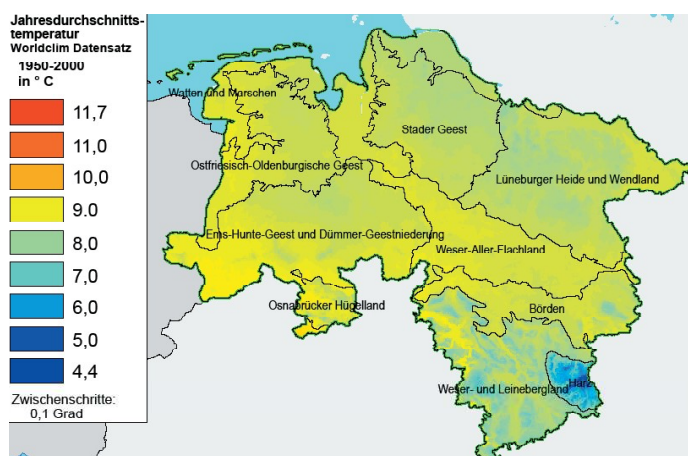 Jahresdurchschnitts-
temperatur
Worldclim Datensatz
1950-2000
in ° C
11,7
11,0
10,0
9.0
8,0
7,0
6,0
5,0
4,4
Zwischenschritte:
0,1 Grad
Watten und Marschen
Stader Geest
Ostfriesisch-Oldenburgische Geest
Lüneburger Heide und Wendland
Ems-Hunte-Geest und Dümmer-Geestniederung
Weser-Aller-Flachland
Osnabrücker Hügelland
Börden
Weser- und Leinebergland
Harz